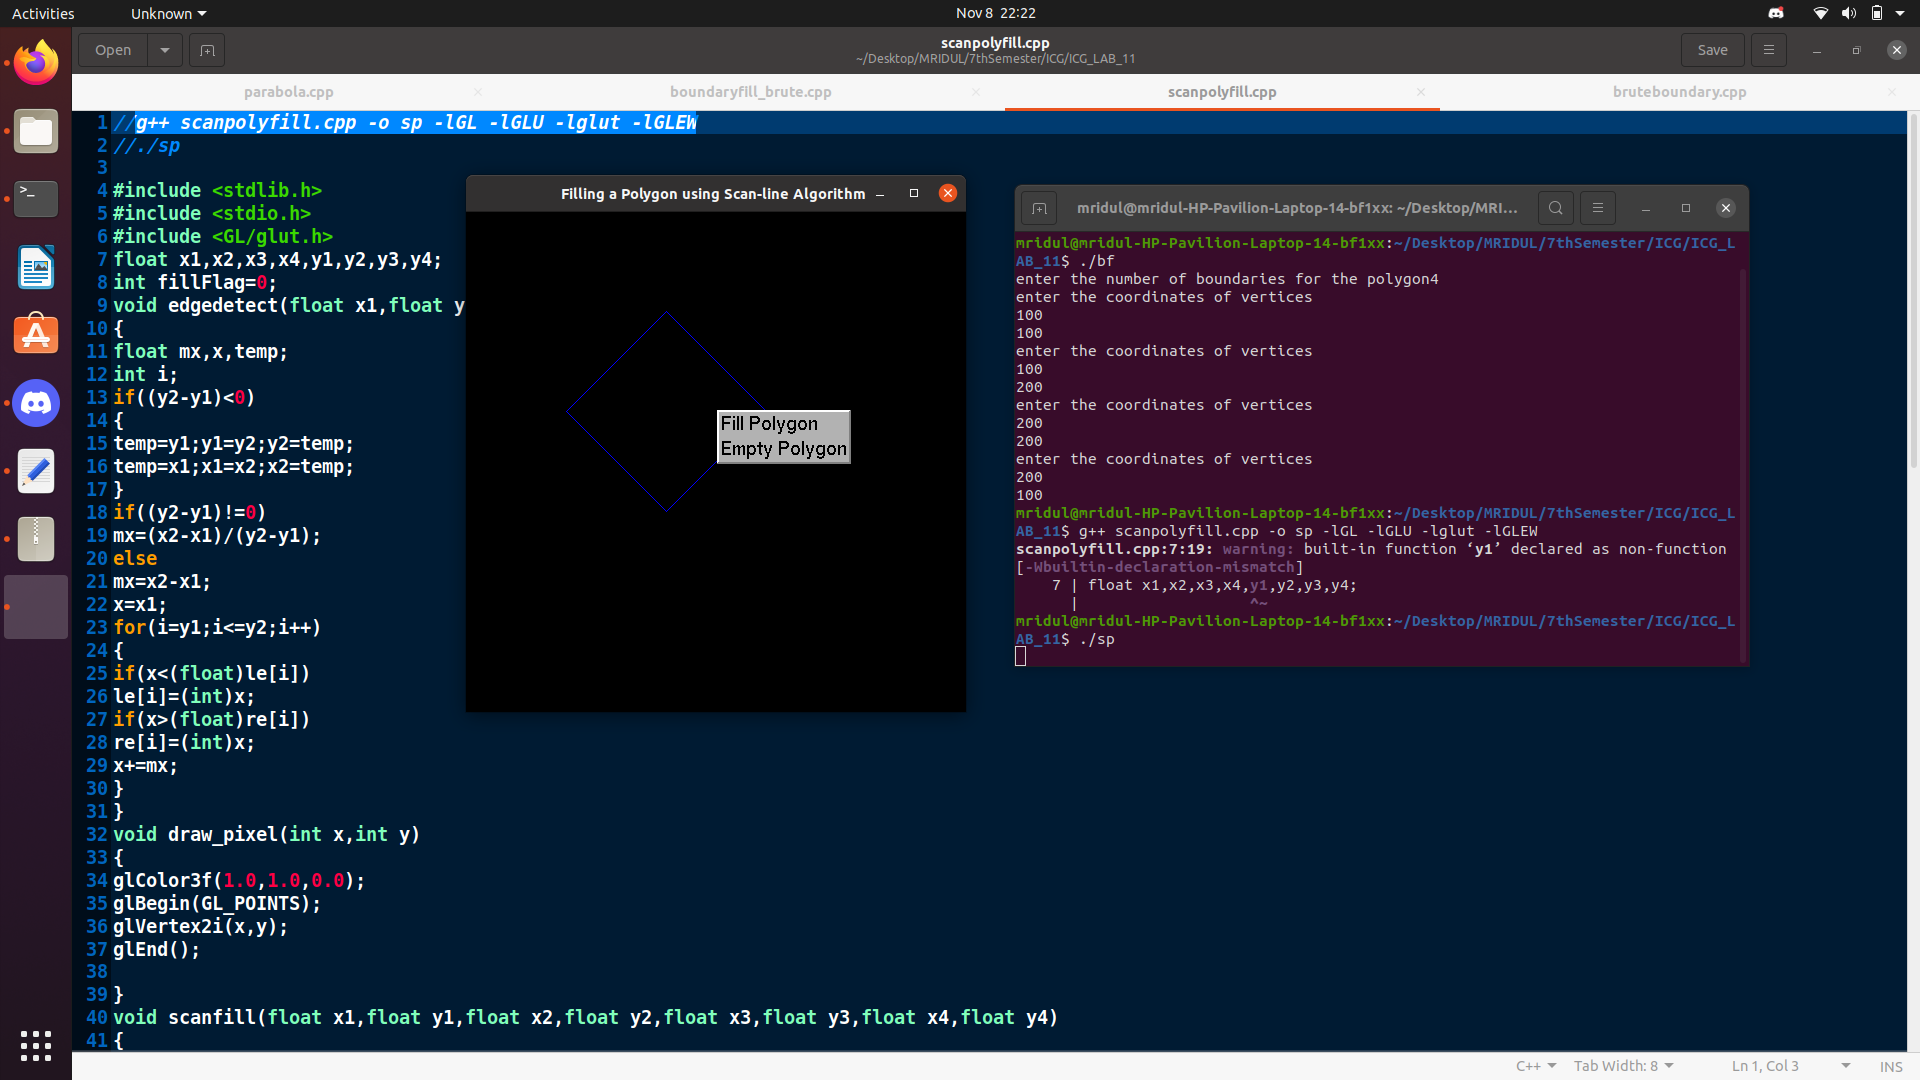 Activities
Unknown
Nov 8 22:22
Open
scanpolyfill.cpp
~/Desktop/MRIDUL/7thSemester/ICG/ICG_LAB_11
Save
parabola.cpp
boundaryfill_brute.cpp
scanpolyfill.cpp
bruteboundary.cpp
1 //g++ scanpolyfill.cpp -o sp -lGL -lGLU -lglut -lGLEW
2 //./sp
3
4 #include <stdlib.h>
5 #include <stdio.h>
6 #include <GL/glut.h>
7 float x1,x2,x3,x4,y1,y2,y3,y4;
8 int fillFlag=0;
9 void edgedetect(float x1,float y
10 {
11 float mx,x,temp;
12 int i;
13 if((y2-y1)<0)
14 {
15 temp=y1;y1=y2;y2=temp;
16 temp=x1;x1=x2;x2=temp;
17 }
18 if((y2-y1)!=0)
19 mx=(x2-x1)/(y2-y1);
20 else
21 mx=x2-x1;
22 x=x1;
23 for(i=y1;i<=y2;i++)
24 {
25 if(x<(float)le[i])
26 le[i]=(int)x;
27 if(x>(float)re[i])
28 re[i]=(int)x;
29 x+=mx;
30 }
31 }
32 void draw_pixel(int x,int y)
33 {
34 glColor3f(1.0,1.0,0.0);
35 glBegin(GL_POINTS);
36 glVertex2i(x,y);
37 glEnd();
38
39 }
40 void scanfill(float x1,float y1,float x2,float y2,float x3,float y3,float x4,float y4)
41 {
Filling a Polygon using Scan-line Algorithm
Fill Polygon
Empty Polygon
mridul@mridul-HP-Pavilion-Laptop-14-bf1xx: ~/Desktop/MRI...
mridul@mridul-HP-Pavilion-Laptop-14-bf1xx:~/Desktop/MRIDUL/7thSemester/ICG/ICG_L
AB_11$ ./bf
enter the number of boundaries for the polygon4
enter the coordinates of vertices
100
100
enter the coordinates of vertices
100
200
enter the coordinates of vertices
200
200
enter the coordinates of vertices
200
100
mridul@mridul-HP-Pavilion-Laptop-14-bf1xx:~/Desktop/MRIDUL/7thSemester/ICG/ICG_L
AB_11$ g++ scanpolyfill.cpp -o sp -lGL -lGLU -lglut -lGLEW
scanpolyfill.cpp:7:19: warning: built-in function ‘y1’ declared as non-function
[-Wbuiltin-declaration-mismatch]
7 | float x1,x2,x3,x4,y1,y2,y3,y4;
| ^~
mridul@mridul-HP-Pavilion-Laptop-14-bf1xx:~/Desktop/MRIDUL/7thSemester/ICG/ICG_L
AB_11$ ./sp
C++
Tab Width: 8
Ln 1, Col 3
INS